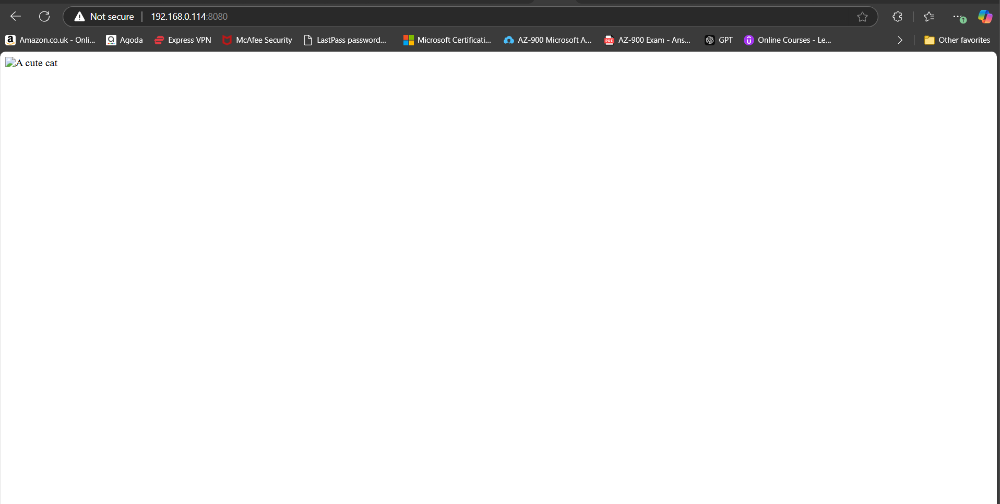 Not secure 192.168.0.114:8080
Amazon.co.uk - Onli... Agoda Express VPN McAfee Security LastPass password... Microsoft Certificati... AZ-900 Microsoft A... PDF AZ-900 Exam - Ans... GPT Online Courses - Le... Other favorites
A cute cat